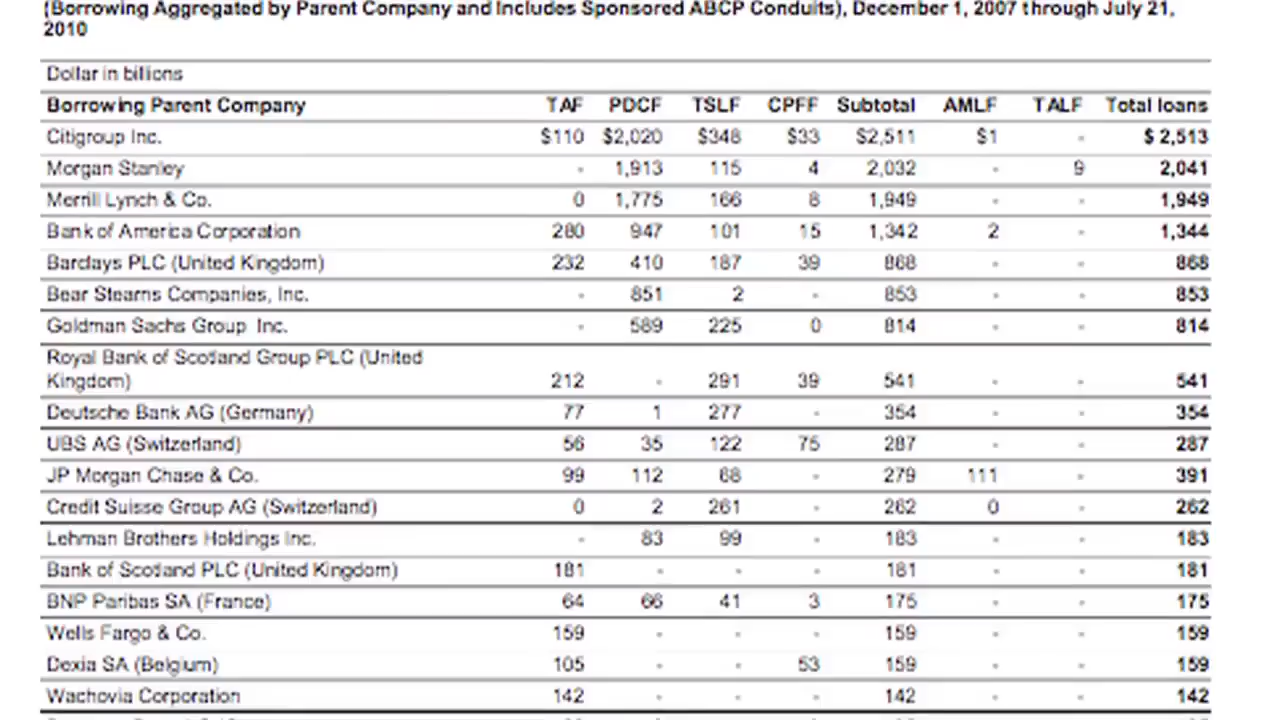 (Borrowing Aggregated by Parent Company and Includes Sponsored ABCP Conduits), December 1, 2007 through July 21,
2010
Dollar in billions
Borrowing Parent Company TAF PDCF TSLF CPFF Subtotal AMLF TALF Total loans
Citigroup Inc. $110 $2,020 $348 $33 $2,511 $1 - $ 2,513
Morgan Stanley - 1,913 115 4 2,032 - 9 2,041
Merrill Lynch & Co. 0 1,775 166 8 1,949 - - 1,949
Bank of America Corporation 280 947 101 15 1,342 2 - 1,344
Barclays PLC (United Kingdom) 232 410 187 39 868 - - 868
Bear Stearns Companies, Inc. - 851 2 - 853 - - 853
Goldman Sachs Group Inc. - 589 225 0 814 - - 814
Royal Bank of Scotland Group PLC (United
Kingdom) 212 - 291 39 541 - - 541
Deutsche Bank AG (Germany) 77 1 277 - 354 - - 354
UBS AG (Switzerland) 56 35 122 75 287 - - 287
JP Morgan Chase & Co. 99 112 68 - 279 111 - 391
Credit Suisse Group AG (Switzerland) 0 2 261 - 262 0 - 262
Lehman Brothers Holdings Inc. - 83 99 - 183 - - 183
Bank of Scotland PLC (United Kingdom) 181 - - - 181 - - 181
BNP Paribas SA (France) 64 66 41 3 175 - - 175
Wells Fargo & Co. 159 - - - 159 - - 159
Dexia SA (Belgium) 105 - - 53 159 - - 159
Wachovia Corporation 142 - - - 142 - - 142